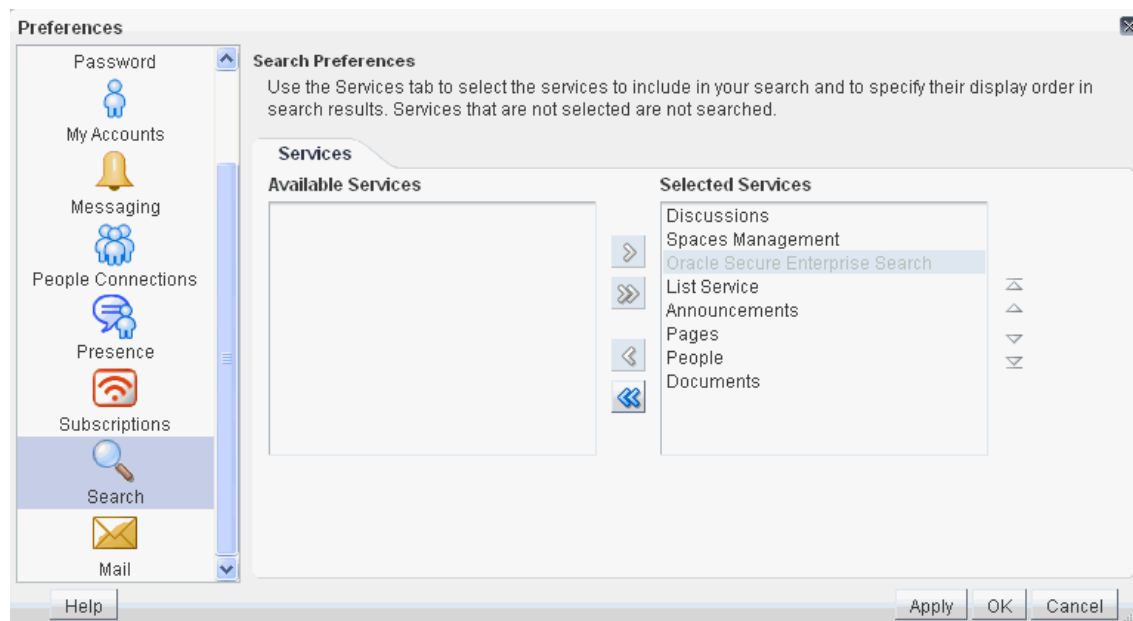 Preferences
Password
My Accounts
Messaging
People Connections
Presence
Subscriptions
Search
Mail
Search Preferences
Use the Services tab to select the services to include in your search and to specify their display order in
search results. Services that are not selected are not searched.
Services
Available Services
Selected Services
Discussions
Spaces Management
Oracle Secure Enterprise Search
List Service
Announcements
Pages
People
Documents
Help
Apply
OK
Cancel